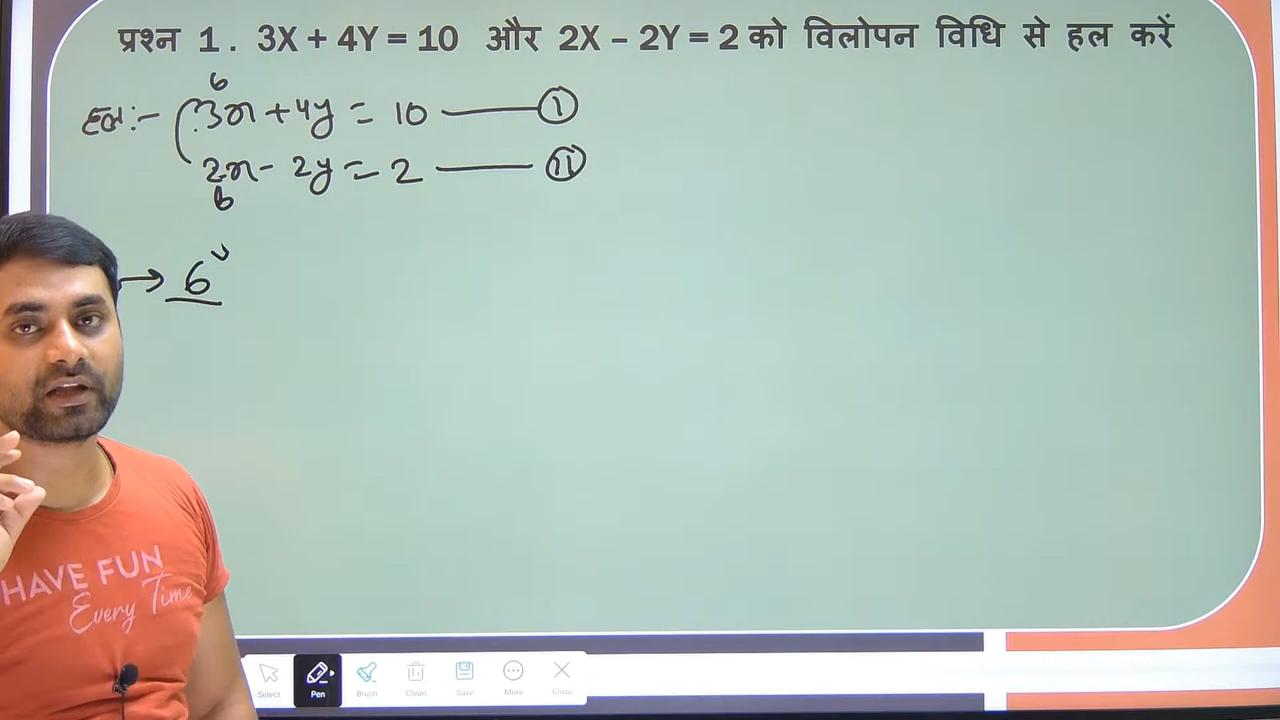 प्रश्न 1. 3X + 4Y = 10 और 2X – 2Y = 2 को विलोपन विधि से हल करें
6
हल:- 3x + 4y = 10 ——— ①
2x - 2y = 2 ——— ⑪
6
→ 6
HAVE FUN
Every Time
Select
Pen
Brush
Clean
Save
More
Close